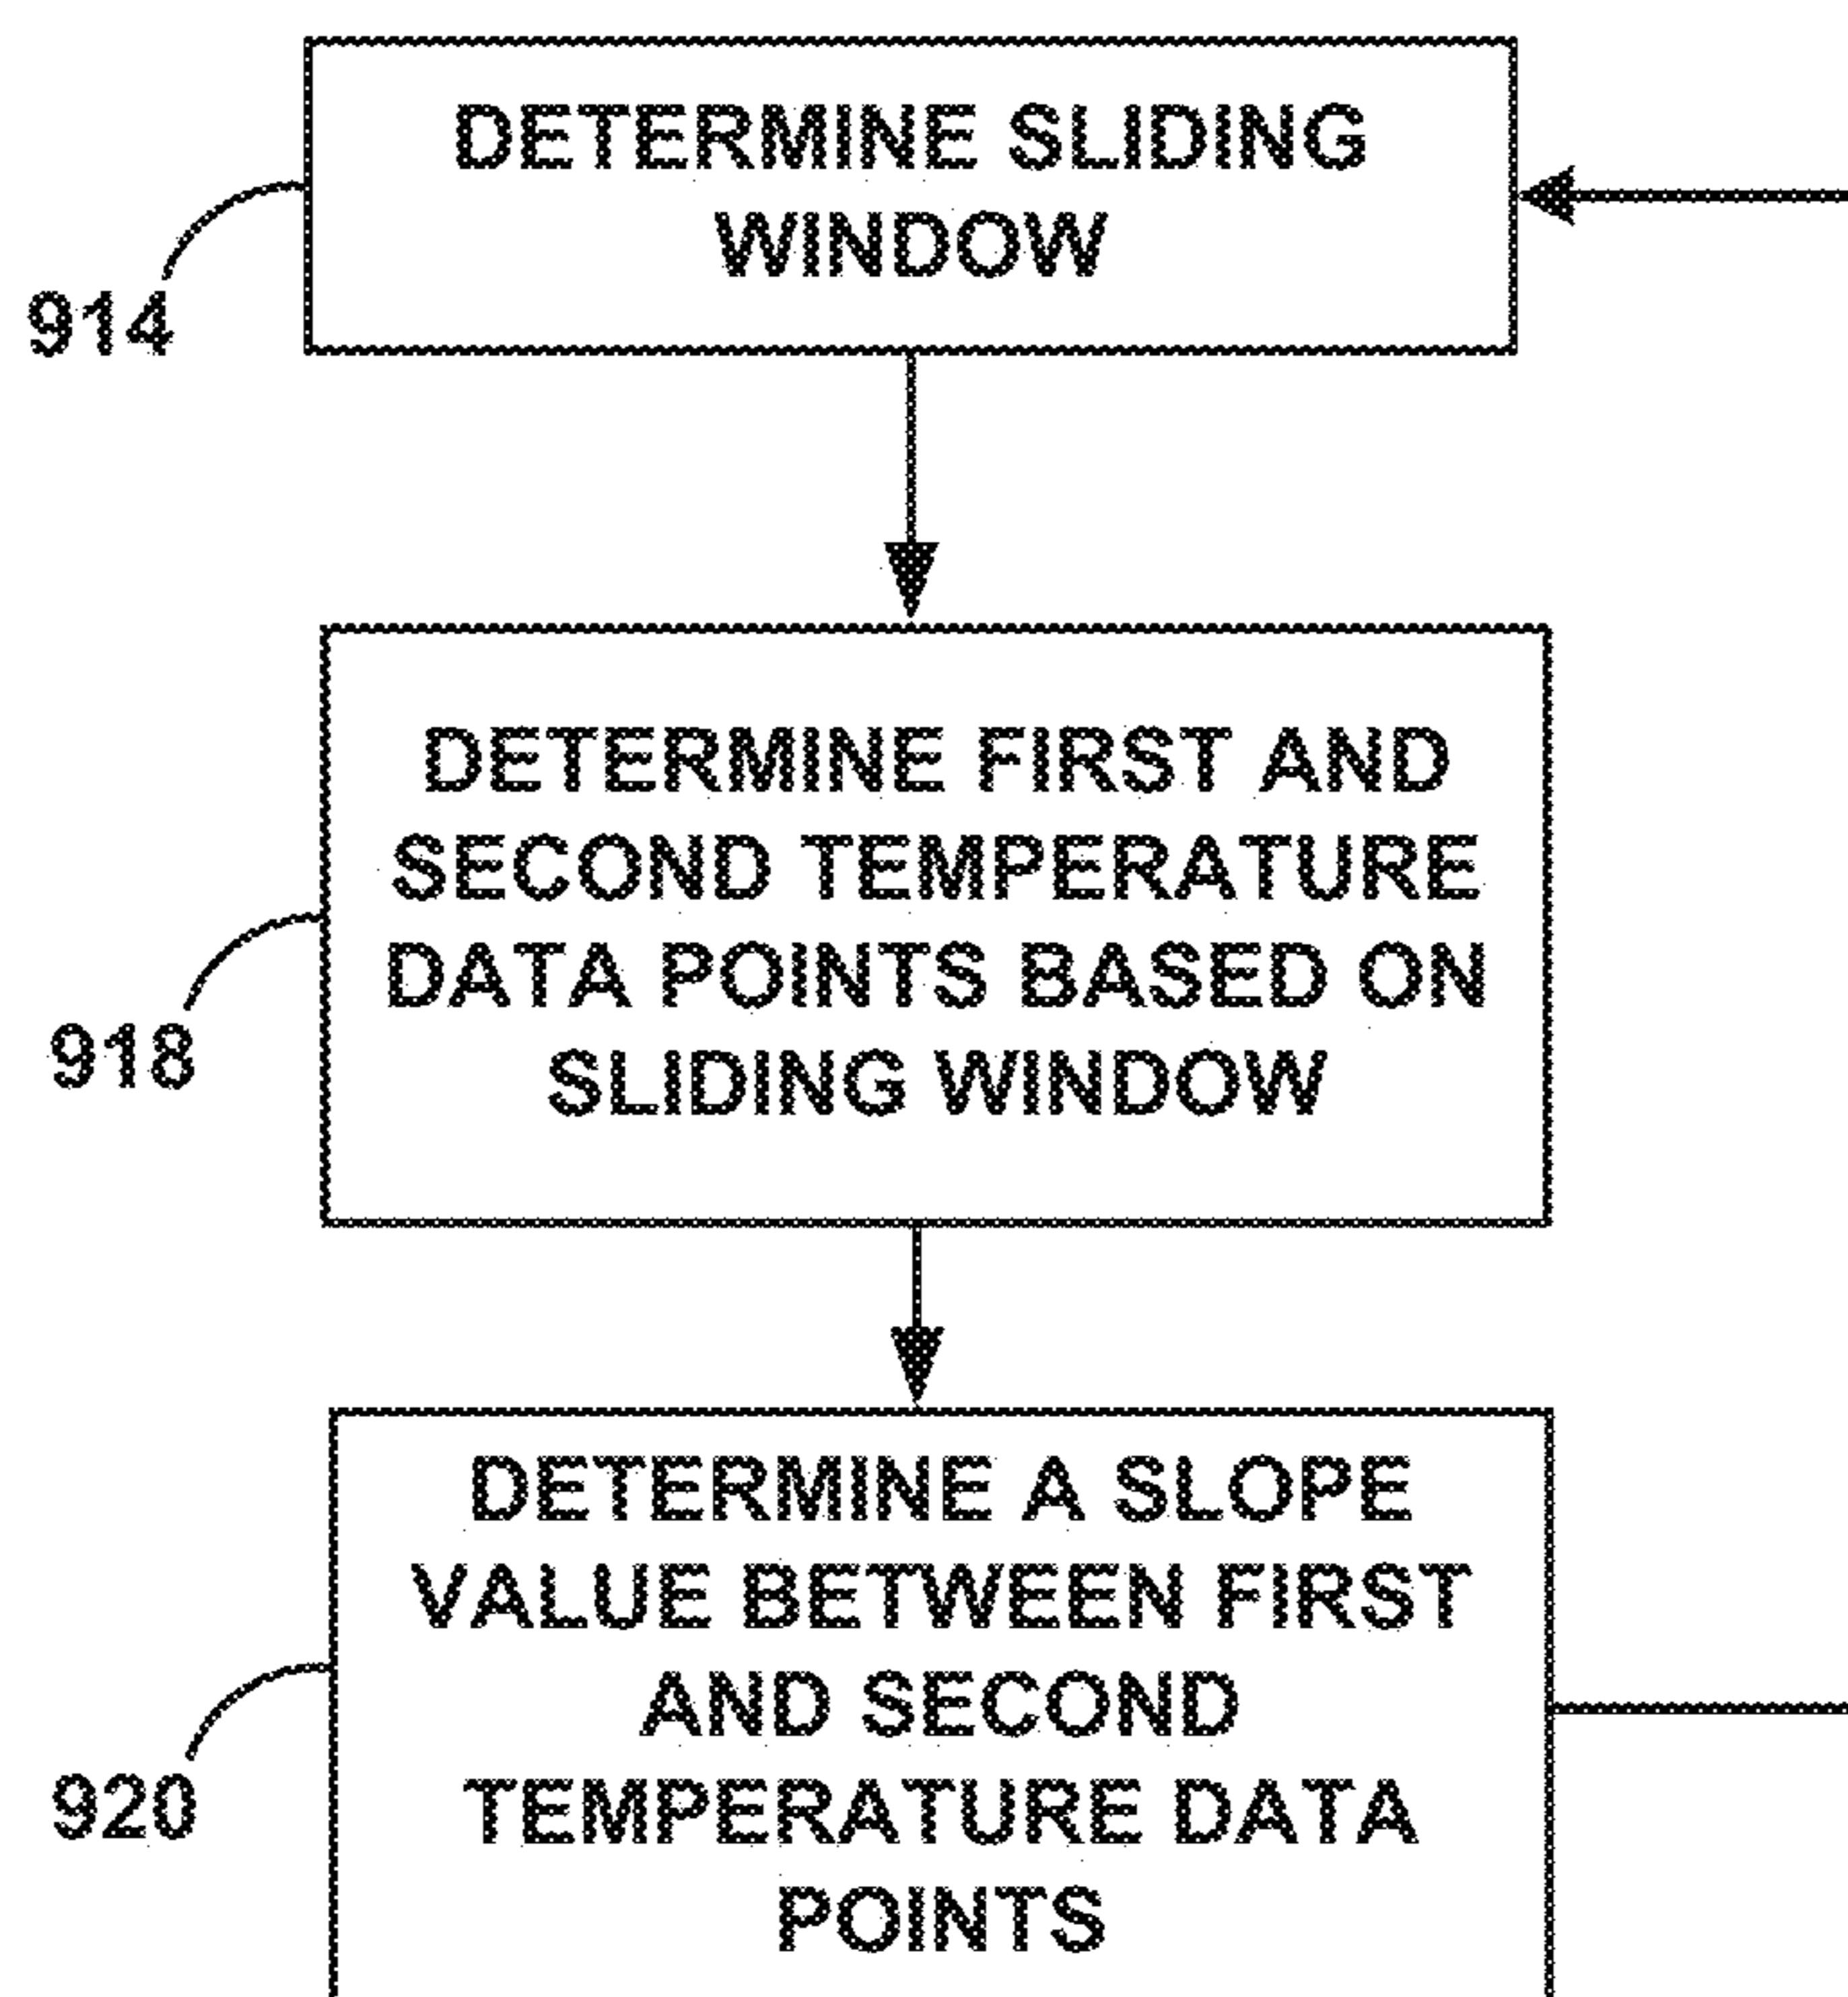 DETERMINE SLIDING
WINDOW
914
DETERMINE FIRST AND
SECOND TEMPERATURE
DATA POINTS BASED ON
SLIDING WINDOW
918
DETERMINE A SLOPE
VALUE BETWEEN FIRST
AND SECOND
TEMPERATURE DATA
POINTS
920